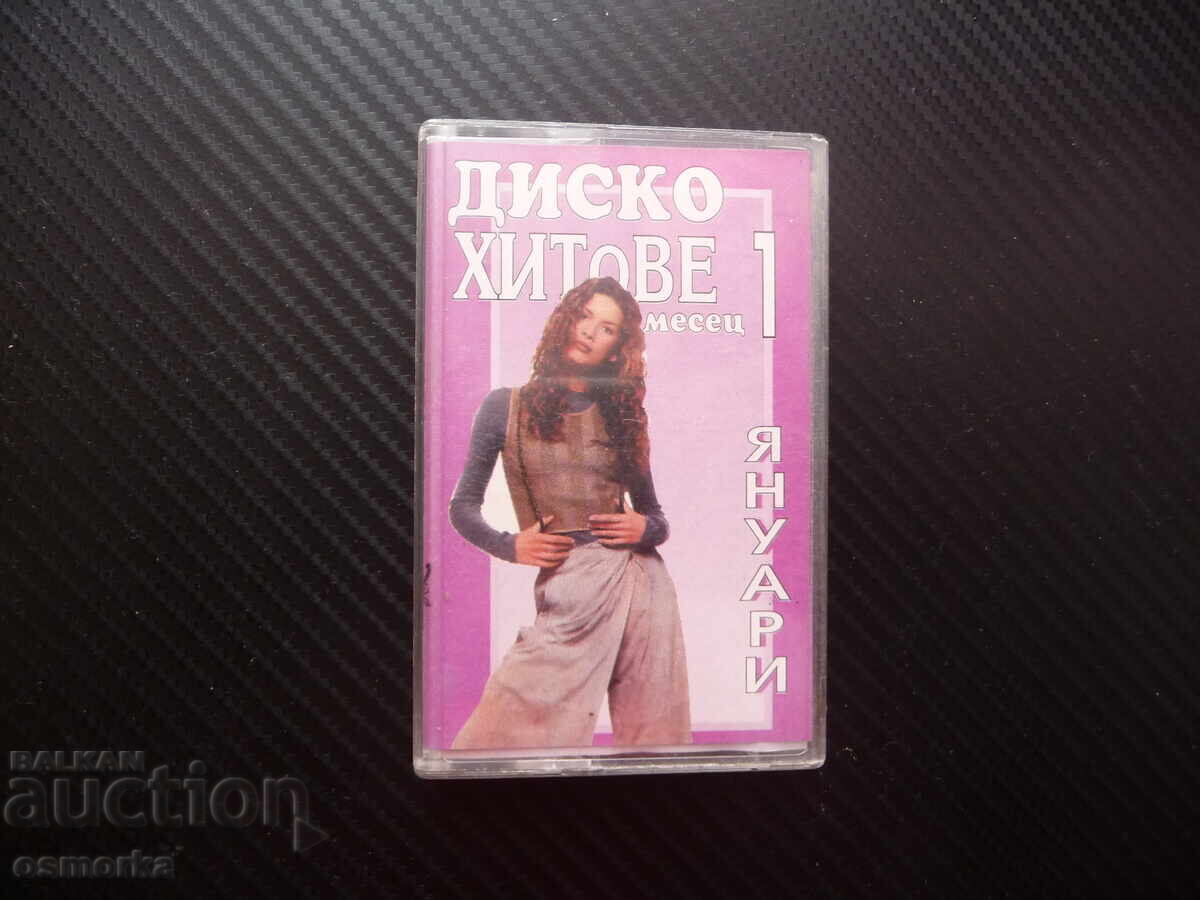 ДИСКО
ХИТоВЕ 1
месец
ЯНУАРИ
BALKAN
auction
osmorka